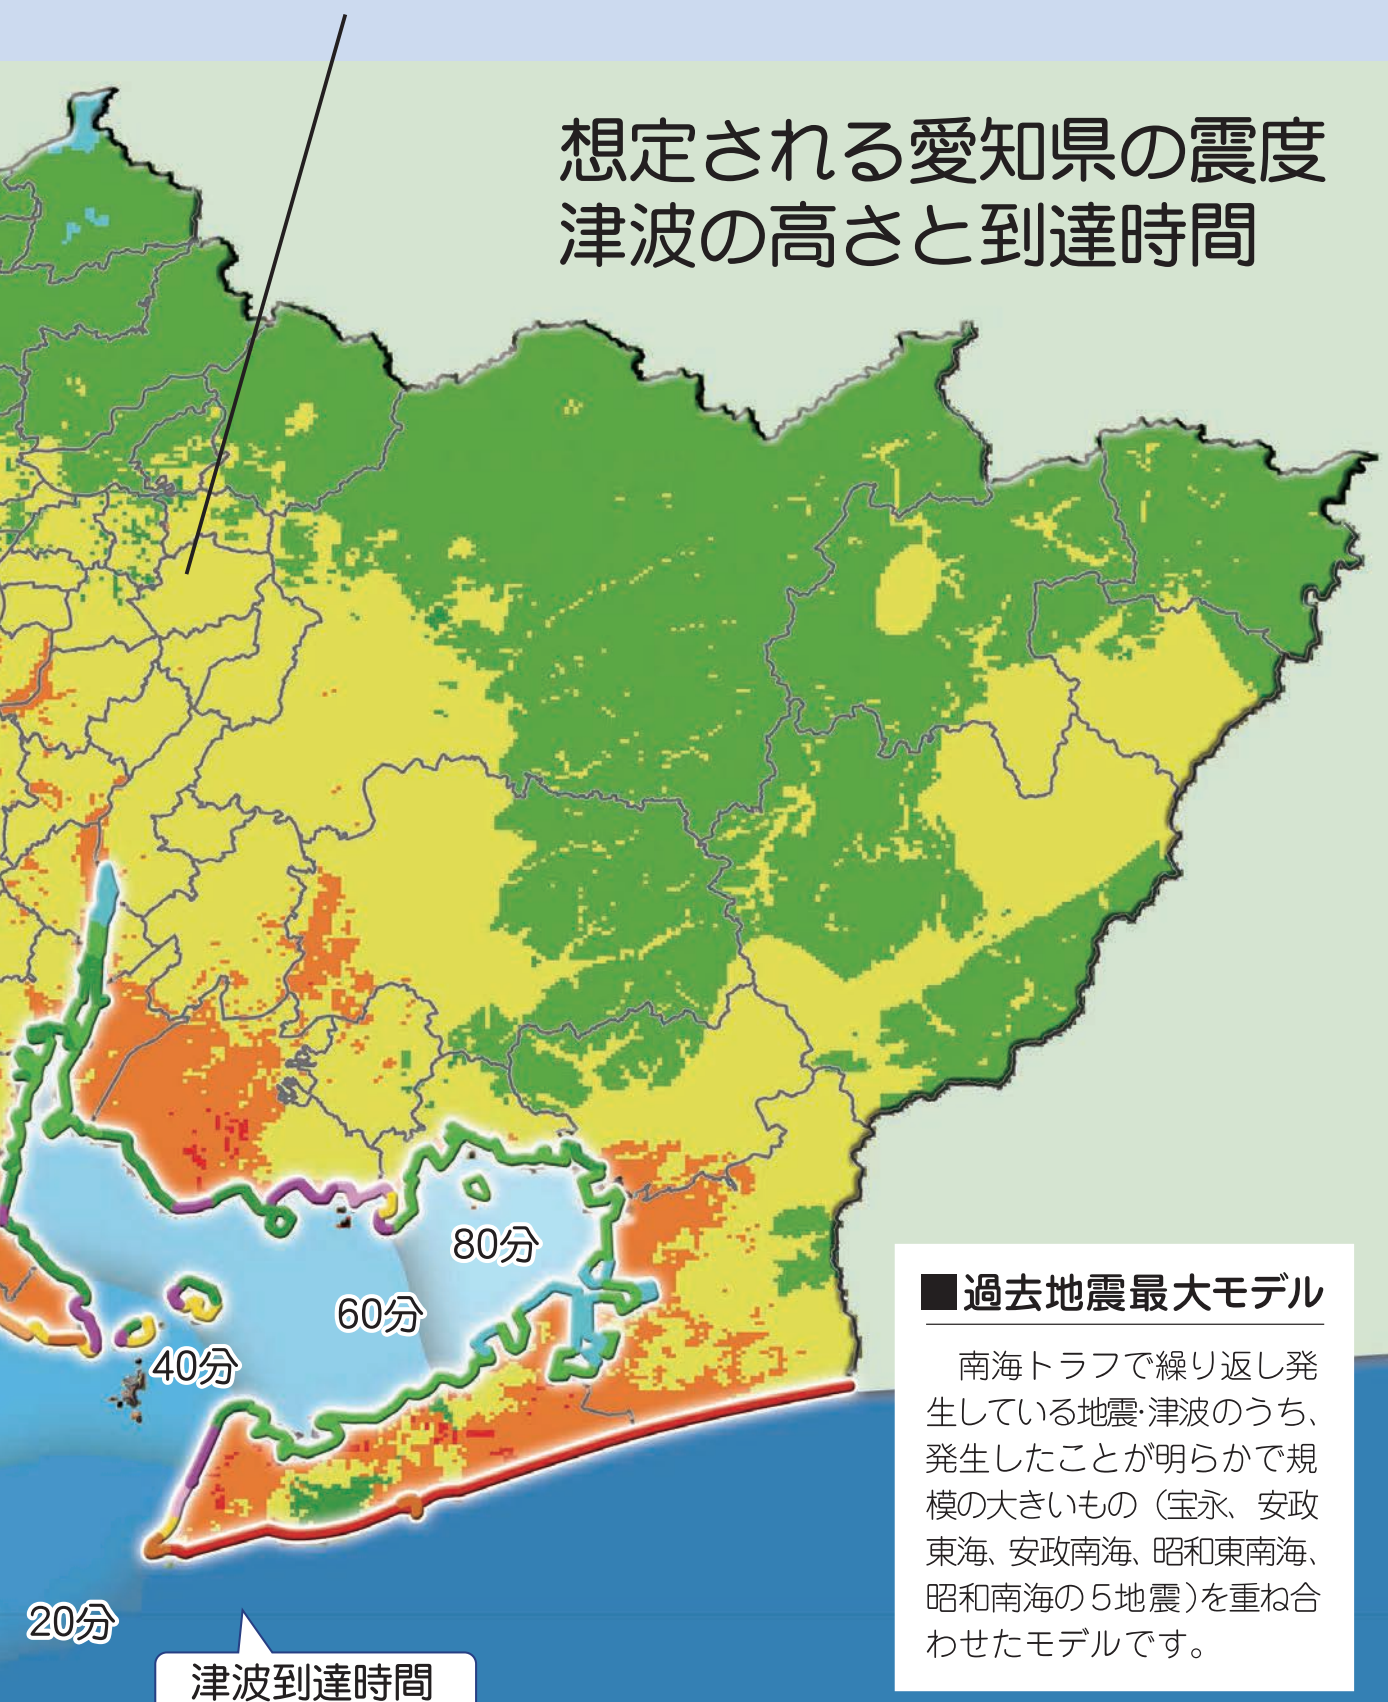 想定される愛知県の震度
津波の高さと到達時間
80分
60分
40分
20分
津波到達時間
■過去地震最大モデル
南海トラフで繰り返し発
生している地震･津波のうち、
発生したことが明らかで規
模の大きいもの（宝永、安政
東海、安政南海、昭和東南海、
昭和南海の５地震）を重ね合
わせたモデルです。